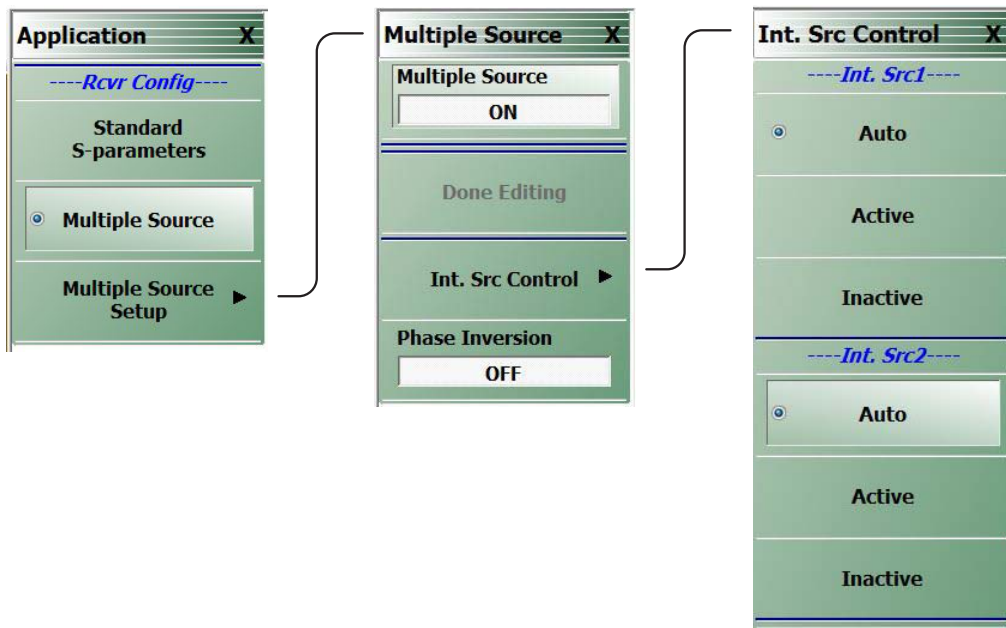 Application X
----Rcvr Config----
Standard
S-parameters
Multiple Source
Multiple Source
Setup
Multiple Source X
Multiple Source
ON
Done Editing
Int. Src Control
Phase Inversion
OFF
Int. Src Control X
----Int. Src1----
Auto
Active
Inactive
----Int. Src2----
Auto
Active
Inactive